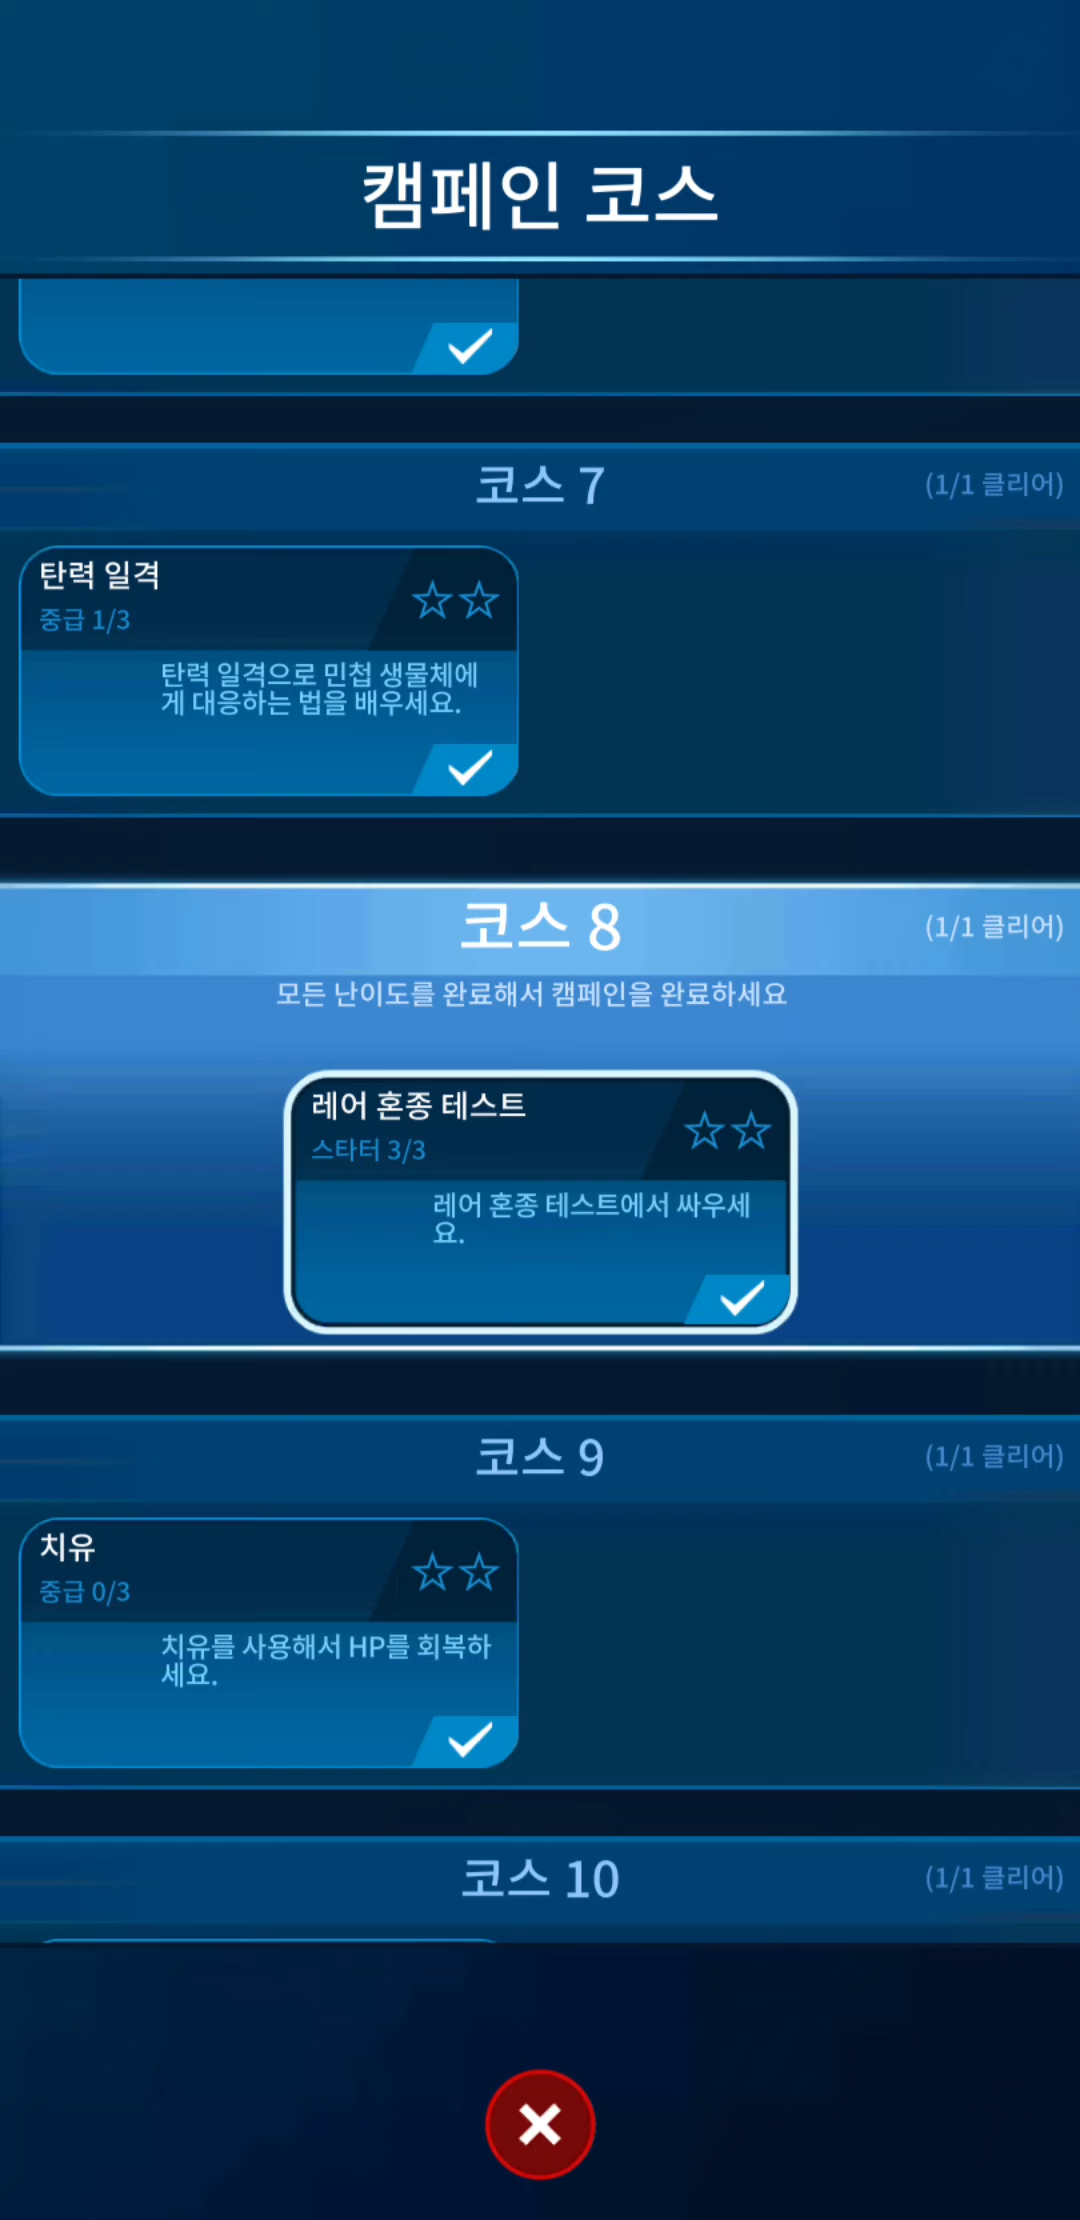 캠페인 코스
코스 7
(1/1 클리어)
탄력 일격
중급 1/3
탄력 일격으로 민첩 생물체에
게 대응하는 법을 배우세요.
코스 8
(1/1 클리어)
모든 난이도를 완료해서 캠페인을 완료하세요
레어 혼종 테스트
스타터 3/3
레어 혼종 테스트에서 싸우세
요.
코스 9
(1/1 클리어)
치유
중급 0/3
치유를 사용해서 HP를 회복하
세요.
코스 10
(1/1 클리어)